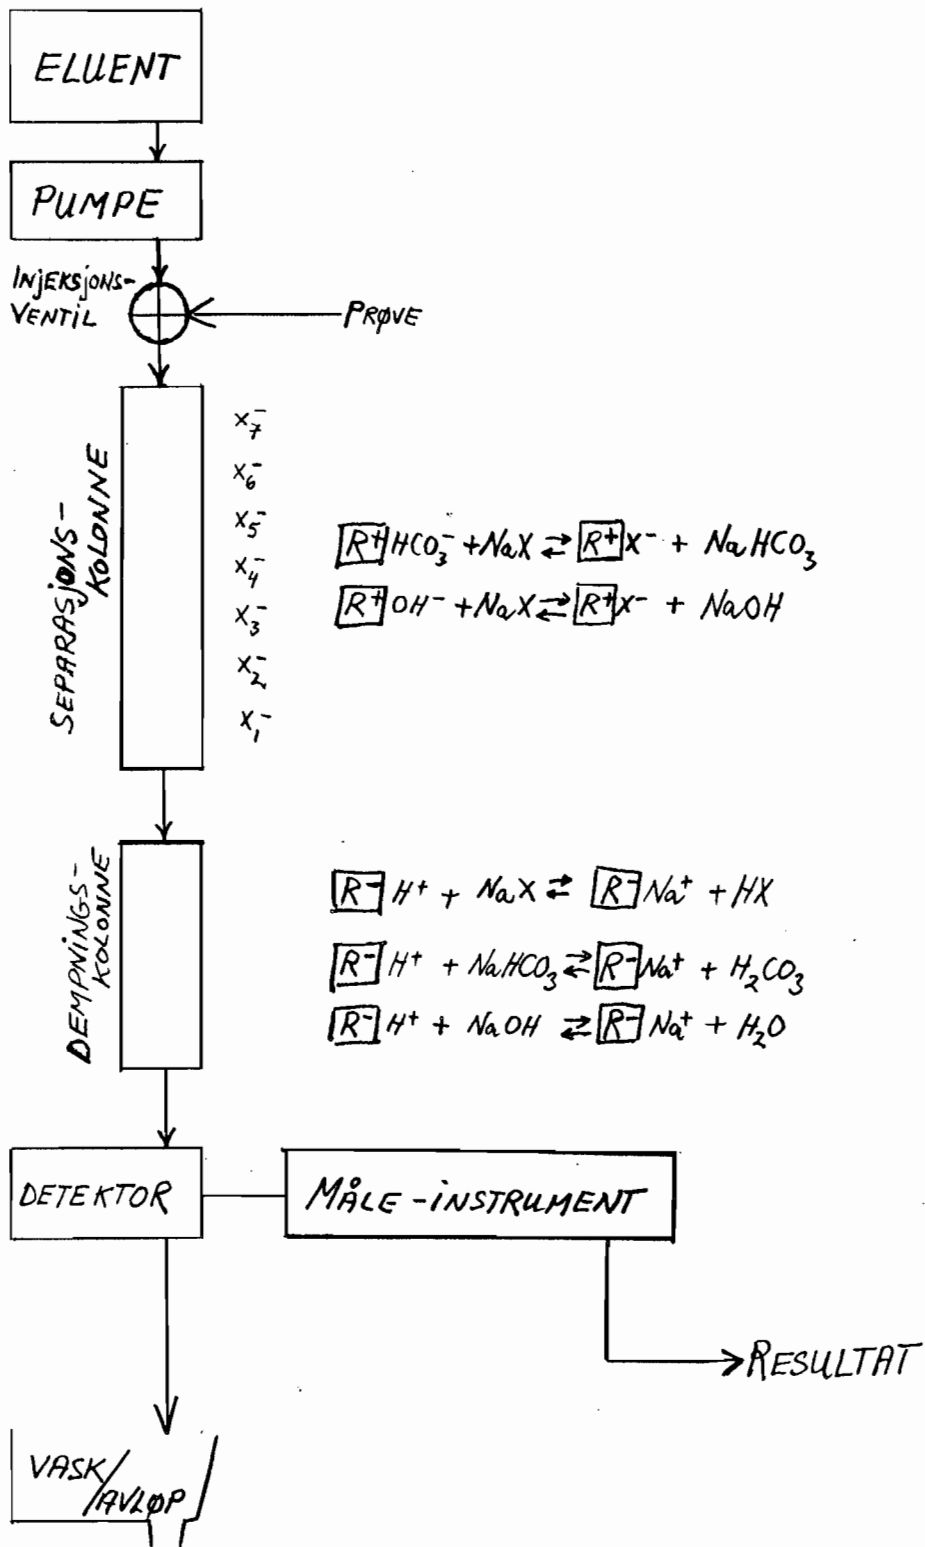 ELUENT
PUMPE
INJEKSJONS-
VENTIL
PRØVE
SEPARASJONS-
KOLONNE
X₇⁻
X₆⁻
X₅⁻
X₄⁻
X₃⁻
X₂⁻
X₁⁻
R⁺ HCO₃⁻ + NaX ⇄ R⁺ X⁻ + NaHCO₃
R⁺ OH⁻ + NaX ⇄ R⁺ X⁻ + NaOH
DEMPNINGS-
KOLONNE
R⁻ H⁺ + NaX ⇄ R⁻ Na⁺ + HX
R⁻ H⁺ + NaHCO₃ ⇄ R⁻ Na⁺ + H₂CO₃
R⁻ H⁺ + NaOH ⇄ R⁻ Na⁺ + H₂O
DETEKTOR
MÅLE-INSTRUMENT
RESULTAT
VASK/
AVLØP